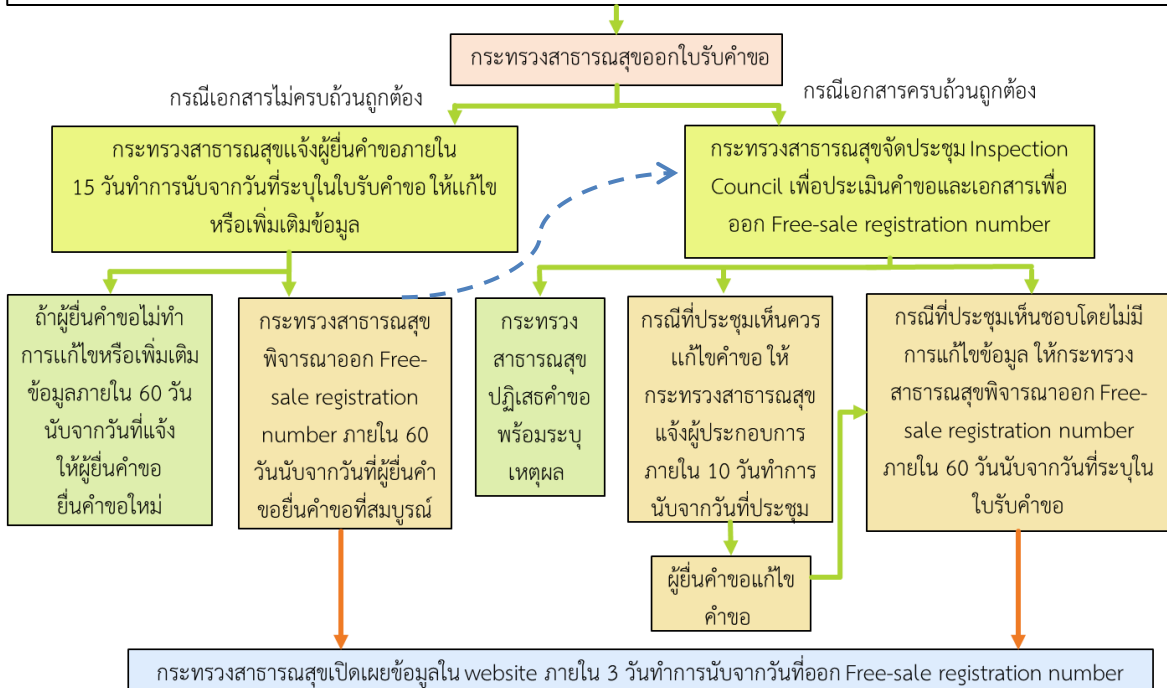 กระทรวงสาธารณสุขออกใบรับคำขอ
กรณีเอกสารไม่ครบถ้วนถูกต้อง
กรณีเอกสารครบถ้วนถูกต้อง
กระทรวงสาธารณสุขแจ้งผู้ยื่นคำขอภายใน
15 วันทำการนับจากวันที่ระบุในใบรับคำขอ ให้แก้ไข
หรือเพิ่มเติมข้อมูล
กระทรวงสาธารณสุขจัดประชุม Inspection
Council เพื่อประเมินคำขอและเอกสารเพื่อ
ออก Free-sale registration number
ถ้าผู้ยื่นคำขอไม่ทำ
การแก้ไขหรือเพิ่มเติม
ข้อมูลภายใน 60 วัน
นับจากวันที่แจ้ง
ให้ผู้ยื่นคำขอ
ยื่นคำขอใหม่
กระทรวงสาธารณสุข
พิจารณาออก Free-
sale registration
number ภายใน 60
วันนับจากวันที่ผู้ยื่นคำ
ขอยื่นคำขอที่สมบูรณ์
กระทรวง
สาธารณสุข
ปฏิเสธคำขอ
พร้อมระบุ
เหตุผล
กรณีที่ประชุมเห็นควร
แก้ไขคำขอ ให้
กระทรวงสาธารณสุข
แจ้งผู้ประกอบการ
ภายใน 10 วันทำการ
นับจากวันที่ประชุม
กรณีที่ประชุมเห็นชอบโดยไม่มี
การแก้ไขข้อมูล ให้กระทรวง
สาธารณสุขพิจารณาออก Free-
sale registration number
ภายใน 60 วันนับจากวันที่ระบุใน
ใบรับคำขอ
ผู้ยื่นคำขอแก้ไข
คำขอ
กระทรวงสาธารณสุขเปิดเผยข้อมูลใน website ภายใน 3 วันทำการนับจากวันที่ออก Free-sale registration number